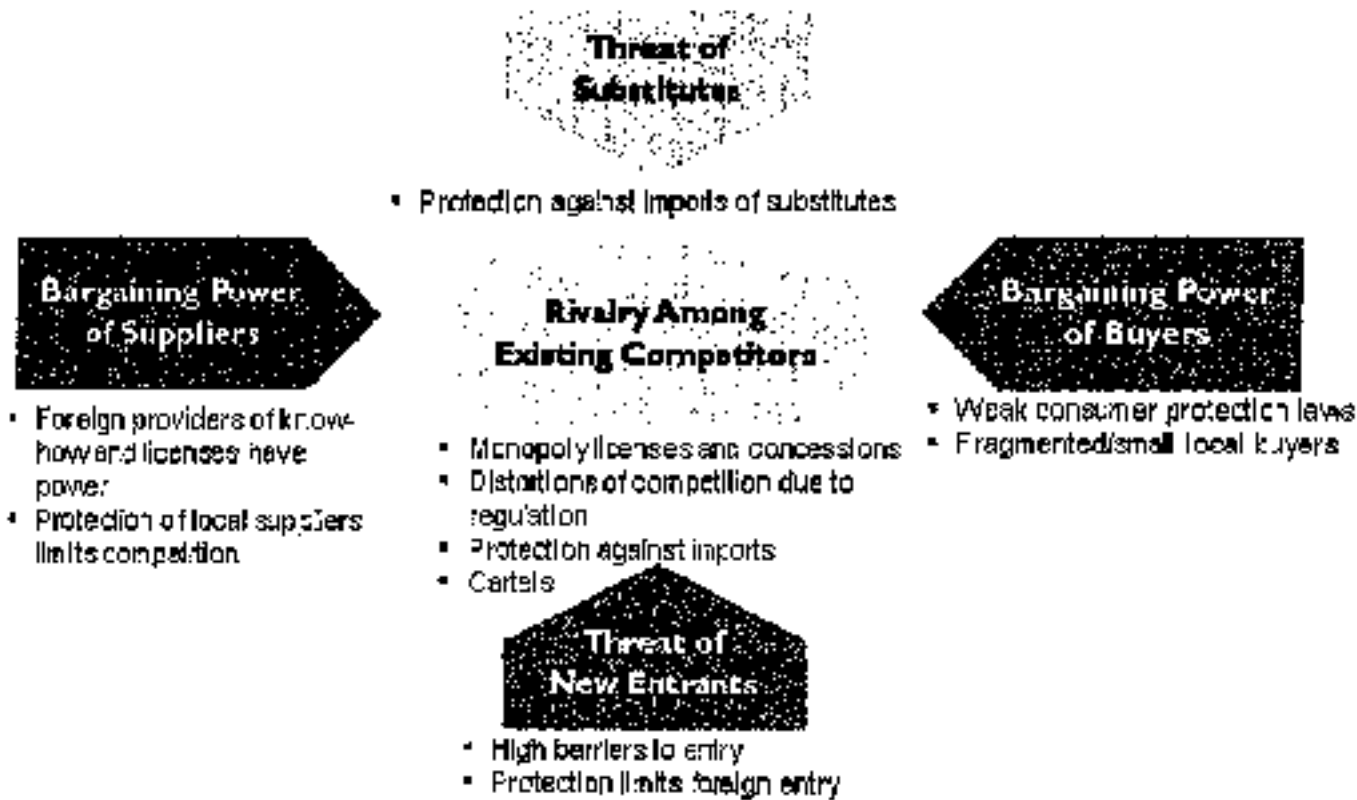 Threat of
Substitutes
• Protection against imports of substitutes
Bargaining Power
of Suppliers
• Foreign providers of know-
how and licenses have
power
• Protection of local suppliers
limits competition
Rivalry Among
Existing Competitors
• Monopoly licenses and concessions
• Distortions of competition due to
regulation
• Protection against imports
• Cartels
Bargaining Power
of Buyers
• Weak consumer protection laws
• Fragmented/small local buyers
Threat of
New Entrants
• High barriers to entry
• Protection limits foreign entry